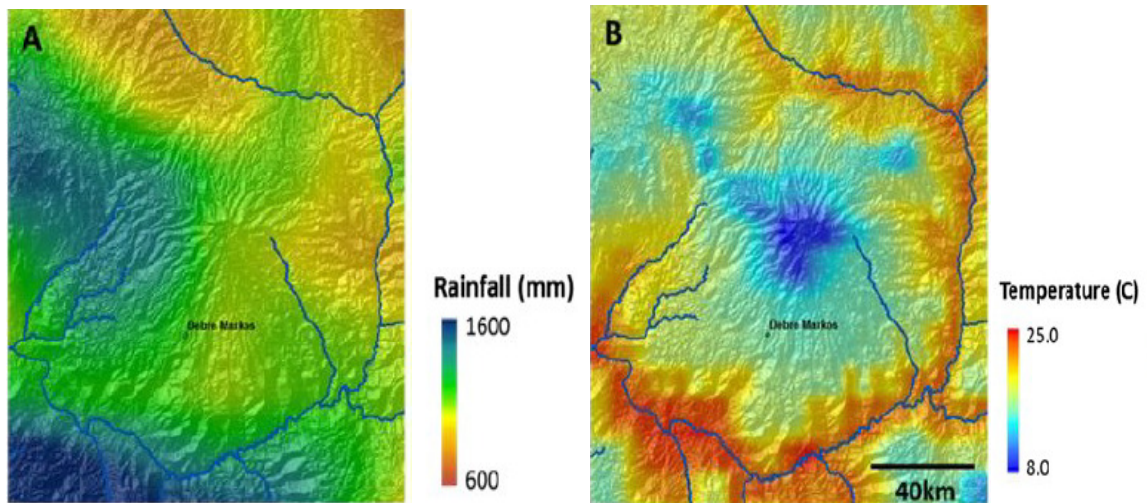 A
Debre Markos
Rainfall (mm)
1600
600
B
Debre Markos
40km
Temperature (C)
25.0
8.0